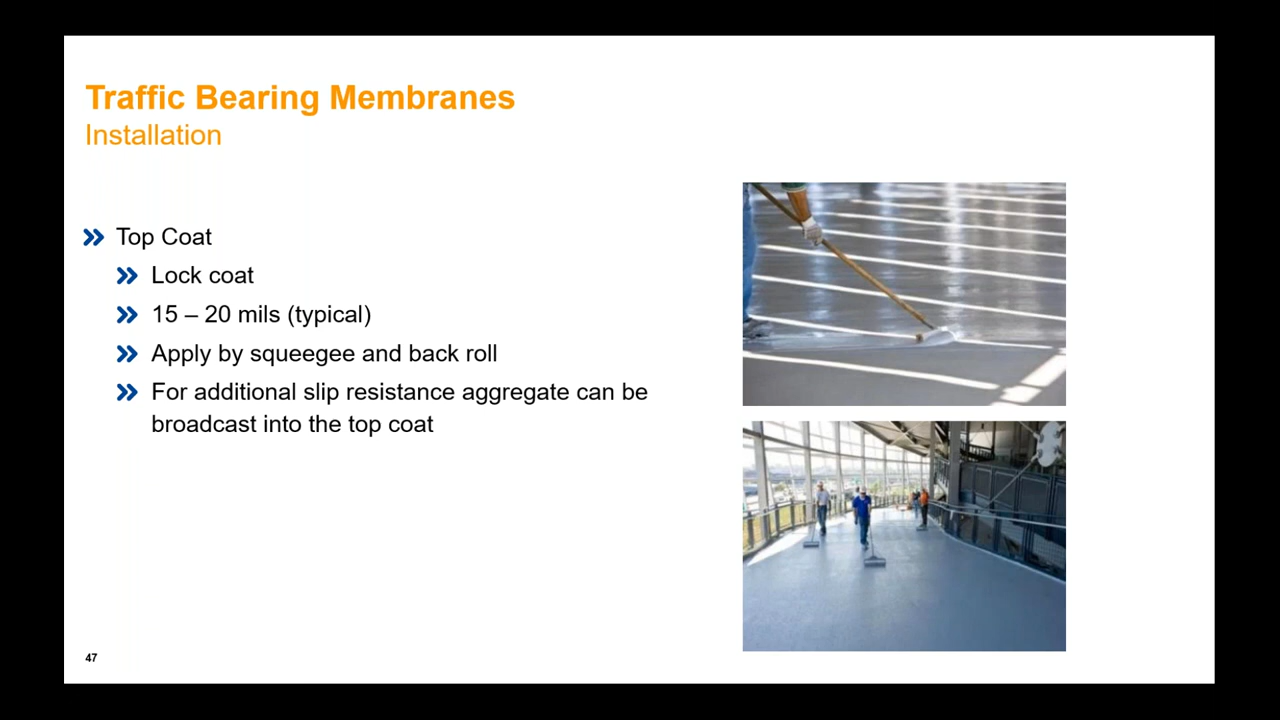 Traffic Bearing Membranes
Installation
Top Coat
Lock coat
15 – 20 mils (typical)
Apply by squeegee and back roll
For additional slip resistance aggregate can be
broadcast into the top coat
47